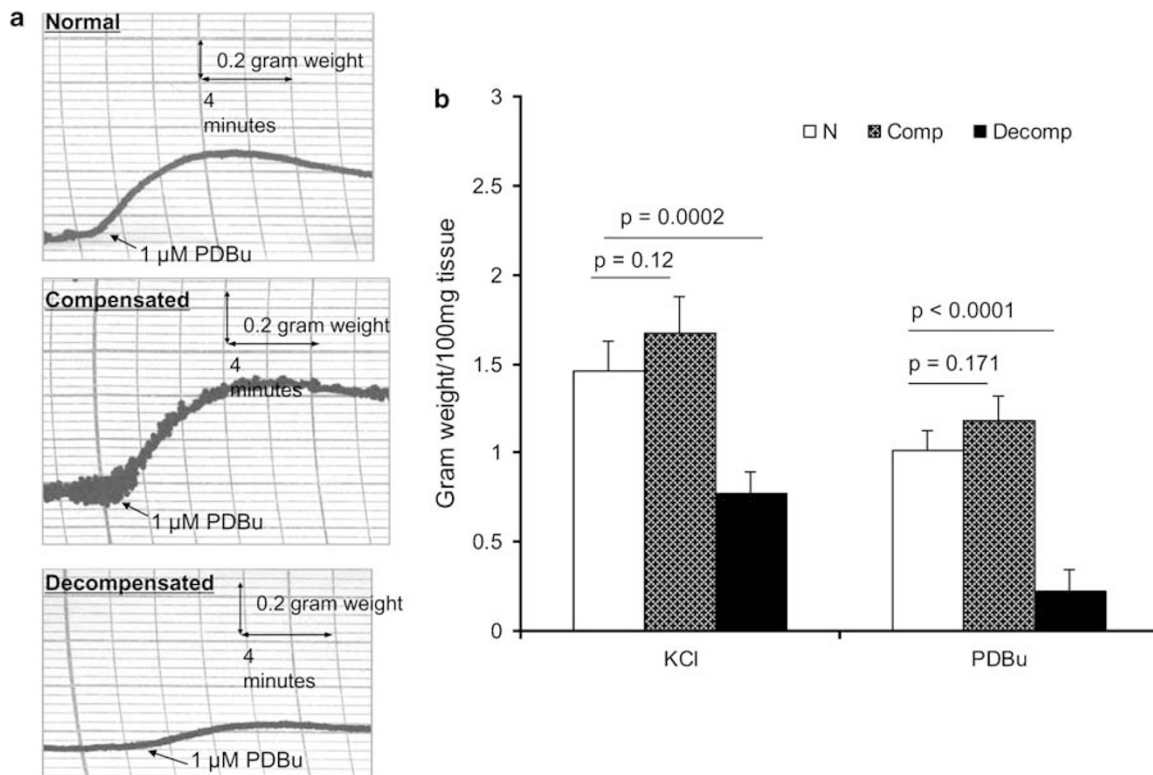 a
Normal
0.2 gram weight
4
minutes
1 µM PDBu
Compensated
0.2 gram weight
4
minutes
1 µM PDBu
Decompensated
0.2 gram weight
4
minutes
1 µM PDBu
b
Gram weight/100mg tissue
3
2.5
2
1.5
1
0.5
0
N Comp Decomp
p = 0.0002
p = 0.12
p < 0.0001
p = 0.171
KCl PDBu